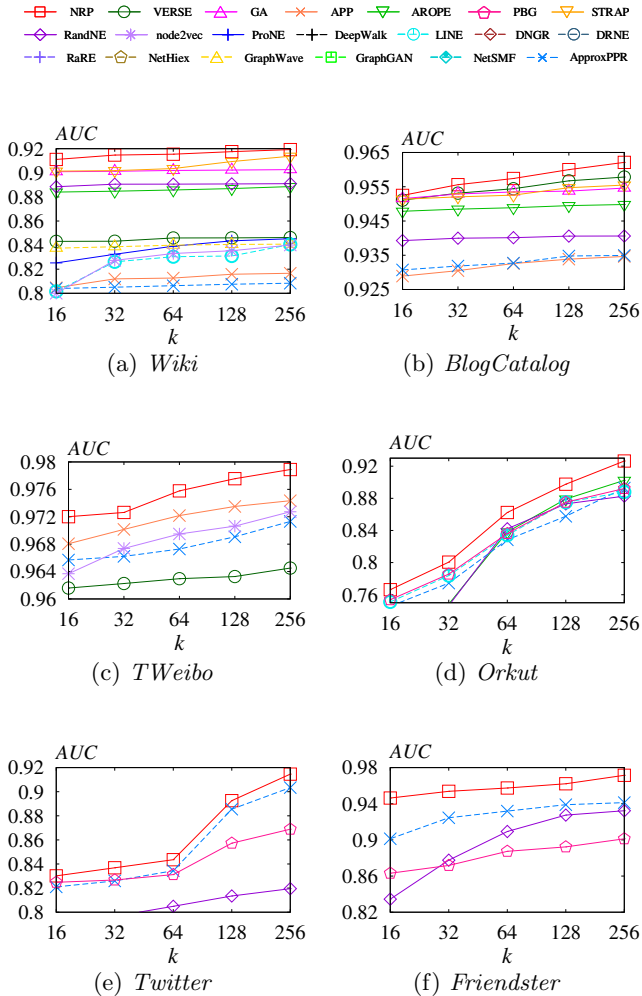 NRP VERSE GA APP AROPE PBG STRAP
RandNE node2vec ProNE DeepWalk LINE DNGR DRNE
RaRE NetHiex GraphWave GraphGAN NetSMF ApproxPPR
AUC
0.92
0.9
0.88
0.86
0.84
0.82
0.8
16 32 64 128 256
k
(a) Wiki
AUC
0.965
0.955
0.945
0.935
0.925
16 32 64 128 256
k
(b) BlogCatalog
AUC
0.98
0.976
0.972
0.968
0.964
0.96
16 32 64 128 256
k
(c) TWeibo
AUC
0.92
0.88
0.84
0.8
0.76
16 32 64 128 256
k
(d) Orkut
AUC
0.92
0.9
0.88
0.86
0.84
0.82
0.8
16 32 64 128 256
k
(e) Twitter
AUC
0.98
0.94
0.9
0.86
0.82
16 32 64 128 256
k
(f) Friendster